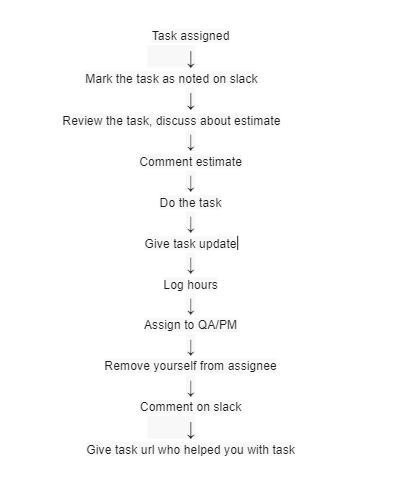 Task assigned
↓
Mark the task as noted on slack
↓
Review the task, discuss about estimate
↓
Comment estimate
↓
Do the task
↓
Give task update
↓
Log hours
↓
Assign to QA/PM
↓
Remove yourself from assignee
↓
Comment on slack
↓
Give task url who helped you with task